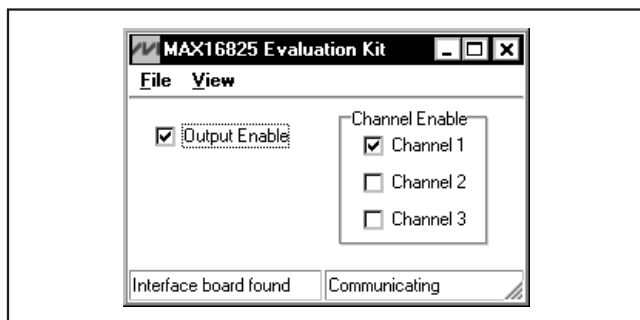 MAX16825 Evaluation Kit
File View
Output Enable
Channel Enable
Channel 1
Channel 2
Channel 3
Interface board found Communicating